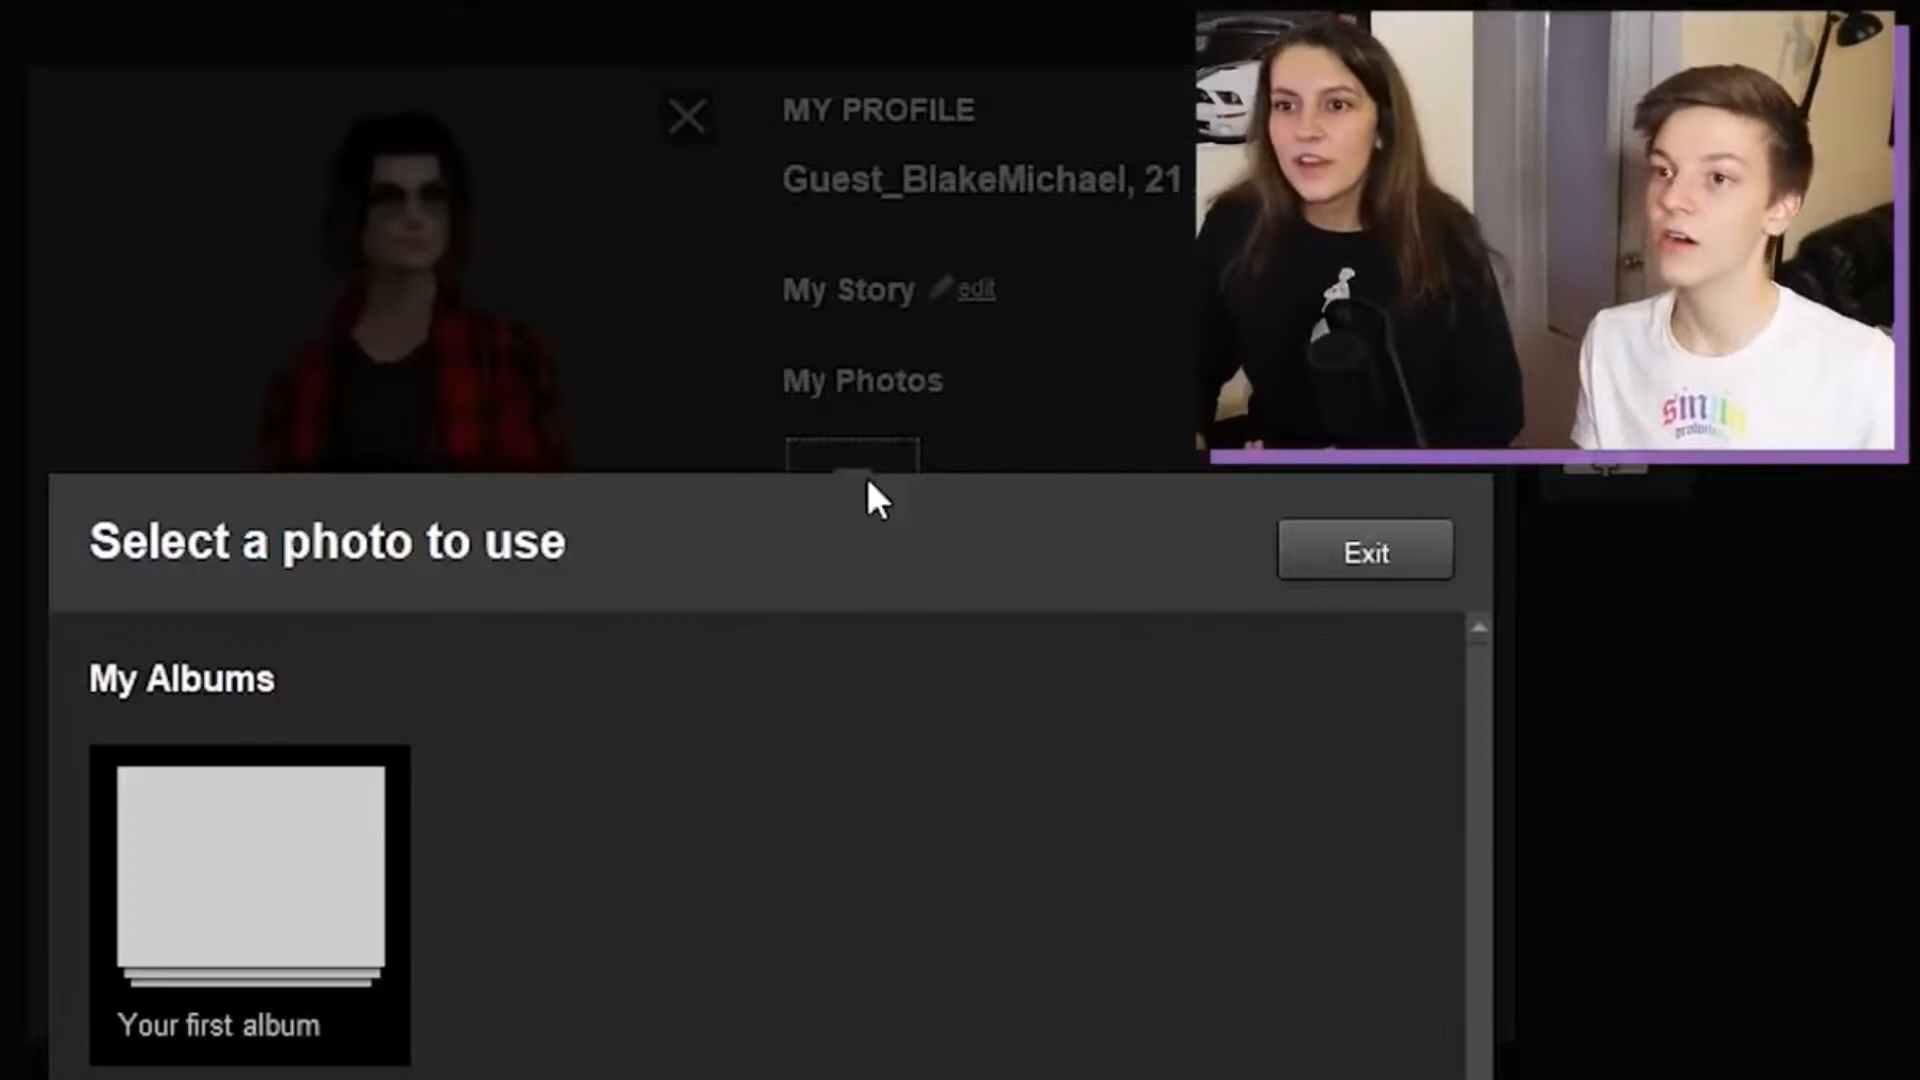 MY PROFILE
Guest_BlakeMichael, 21
My Story edit
My Photos
Select a photo to use
Exit
My Albums
Your first album